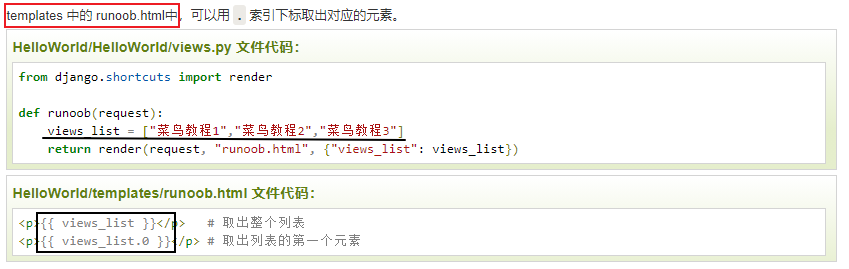 templates 中的 runoob.html中，可以用 . 索引下标取出对应的元素。
HelloWorld/HelloWorld/views.py 文件代码：
from django.shortcuts import render
def runoob(request):
    views_list = ["菜鸟教程1","菜鸟教程2","菜鸟教程3"]
    return render(request, "runoob.html", {"views_list": views_list})
HelloWorld/templates/runoob.html 文件代码：
<p>{{ views_list }}</p>   # 取出整个列表
<p>{{ views_list.0 }}</p> # 取出列表的第一个元素